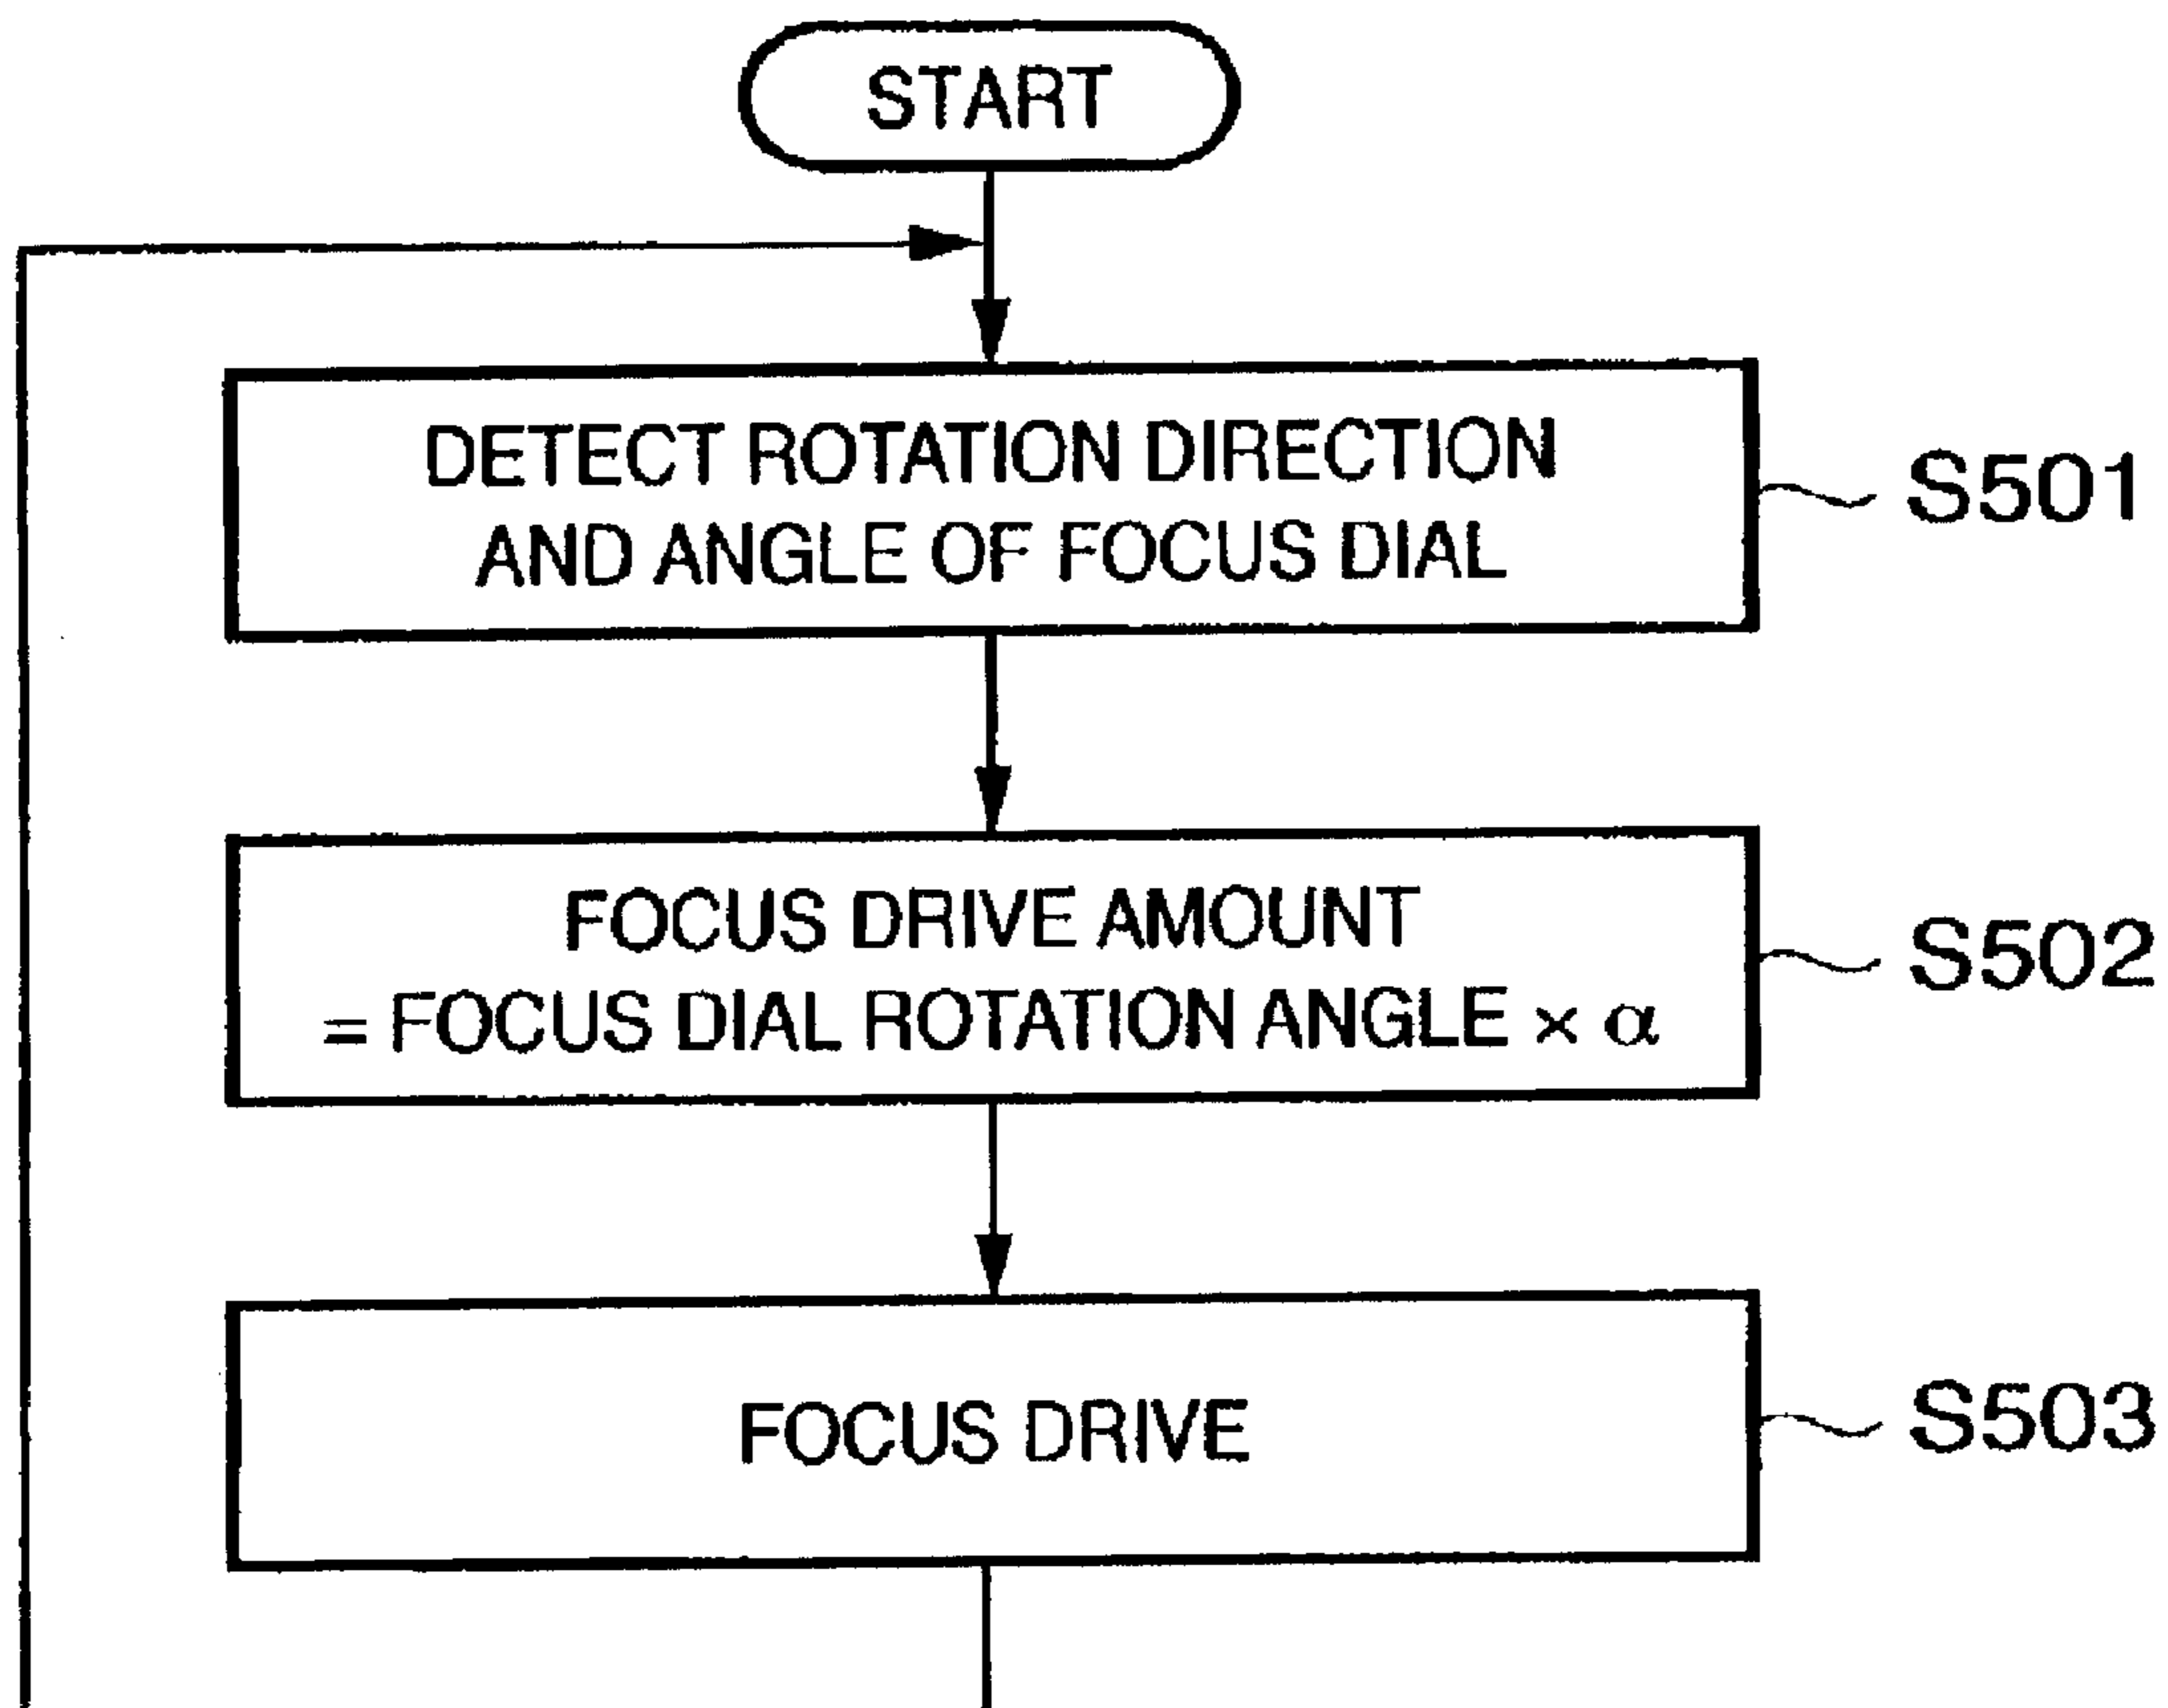 START
DETECT ROTATION DIRECTION
AND ANGLE OF FOCUS DIAL
S501
FOCUS DRIVE AMOUNT
= FOCUS DIAL ROTATION ANGLE × α
S502
FOCUS DRIVE
S503